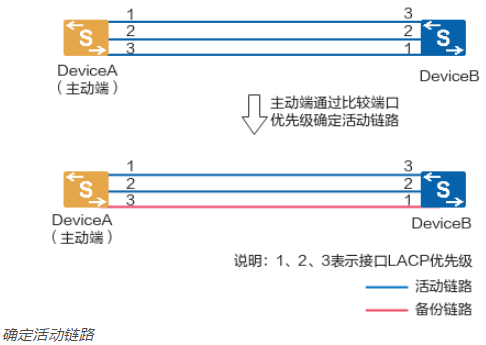 1 3
S 2 2 S
3 1
DeviceA
（主动端）
DeviceB
主动端通过比较端口
优先级确定活动链路
1 3
S 2 2 S
3 1
DeviceA
（主动端）
DeviceB
说明：1、2、3表示接口LACP优先级
活动链路
备份链路
确定活动链路